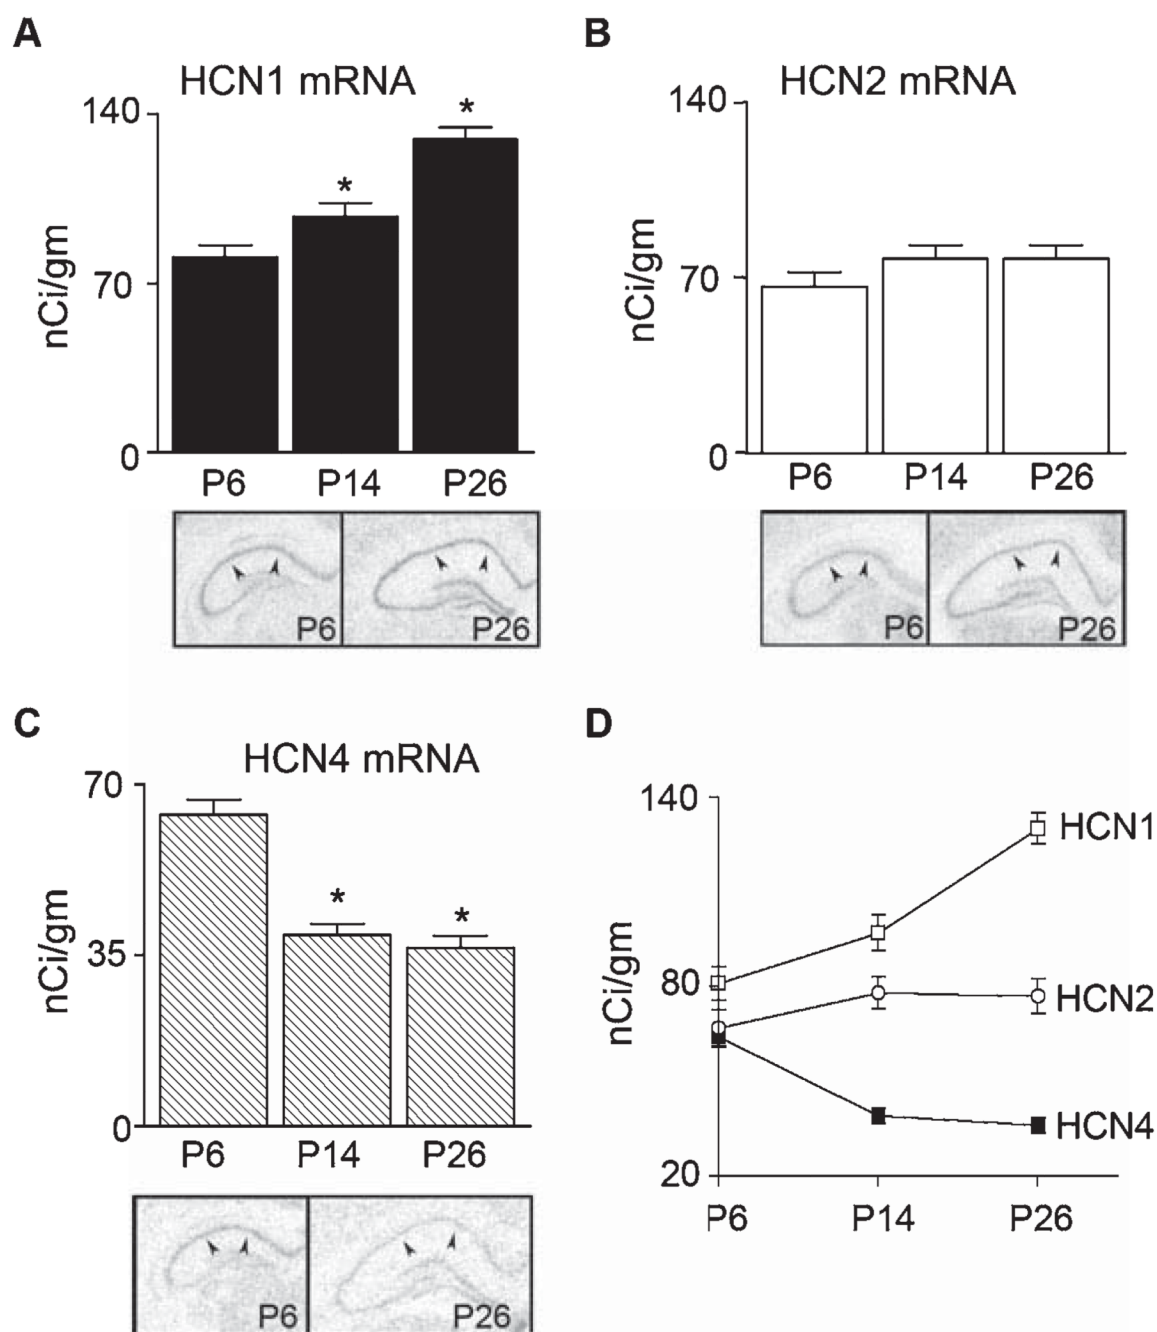 A
HCN1 mRNA
140
70
0
nCi/gm
*
*
P6 P14 P26
P6 P26
B
HCN2 mRNA
140
70
0
nCi/gm
P6 P14 P26
P6 P26
C
HCN4 mRNA
70
35
0
nCi/gm
*
*
P6 P14 P26
P6 P26
D
140
80
20
nCi/gm
HCN1
HCN2
HCN4
P6 P14 P26